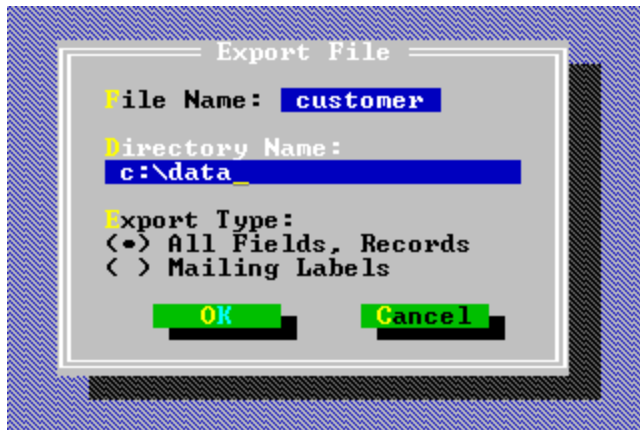 Export File
File Name: customer
Directory Name:
c:\data_
Export Type:
(•) All Fields, Records
( ) Mailing Labels
OK Cancel